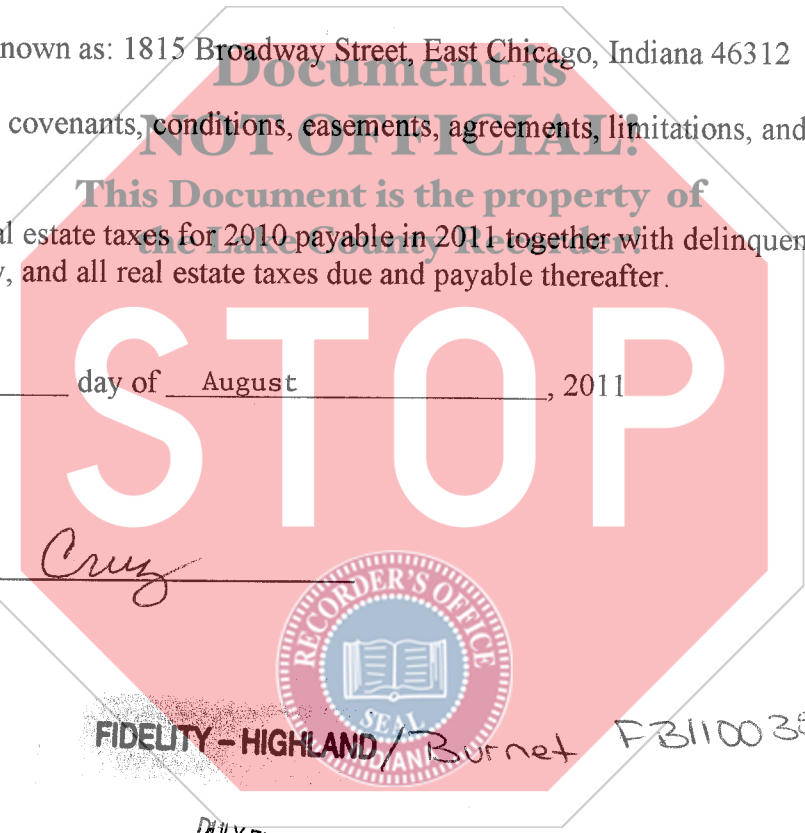 nown as: 1815 Broadway Street, East Chicago, Indiana 46312
Document is
covenants, conditions, easements, agreements, limitations, and
NOT OFFICIAL!
This Document is the property of
al estate taxes for 2010 payable in 2011 together with delinquen
the Lake County Recorder!
, and all real estate taxes due and payable thereafter.
STOP
day of August, 2011
Cruz
RECORDER'S OFFICE
SEAL
INDIANA
FIDELITY - HIGHLAND / Burnet